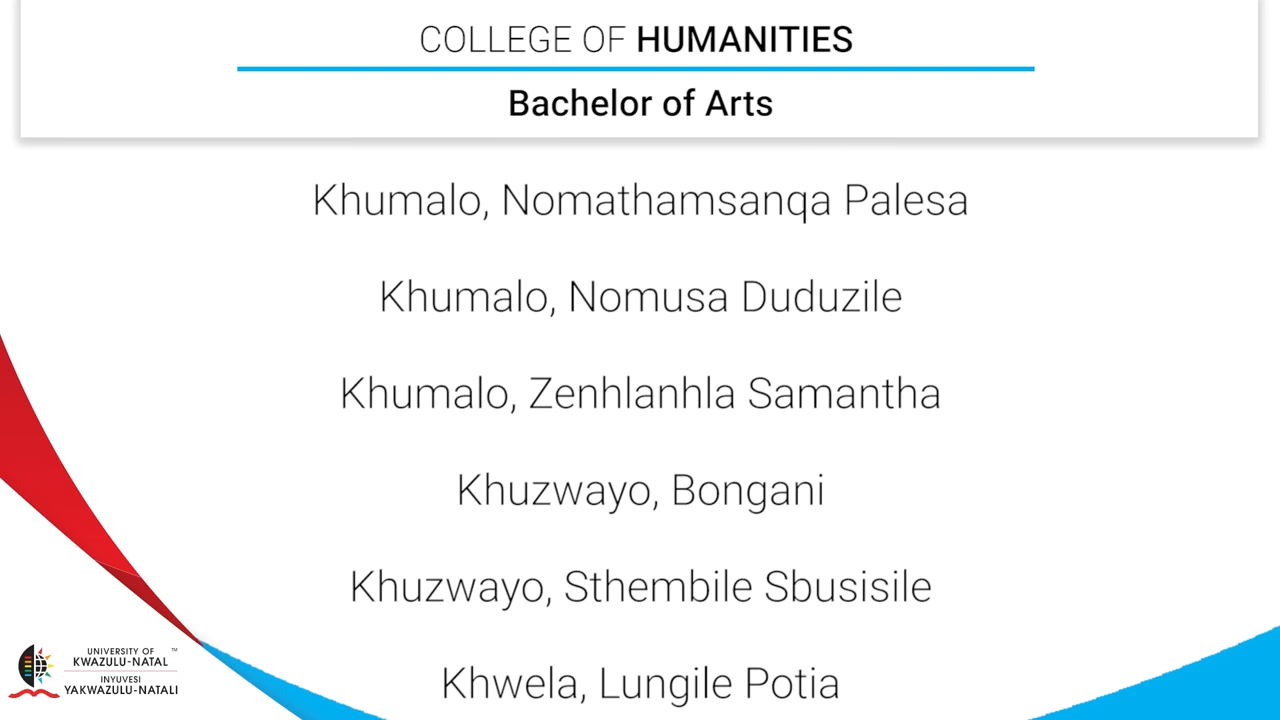 COLLEGE OF HUMANITIES
Bachelor of Arts
Khumalo, Nomathamsanqa Palesa
Khumalo, Nomusa Duduzile
Khumalo, Zenhlanhla Samantha
Khuzwayo, Bongani
Khuzwayo, Sthembile Sbusisile
Khwela, Lungile Potia
UNIVERSITY OF ™
KWAZULU-NATAL
INYUVESI
YAKWAZULU-NATALI